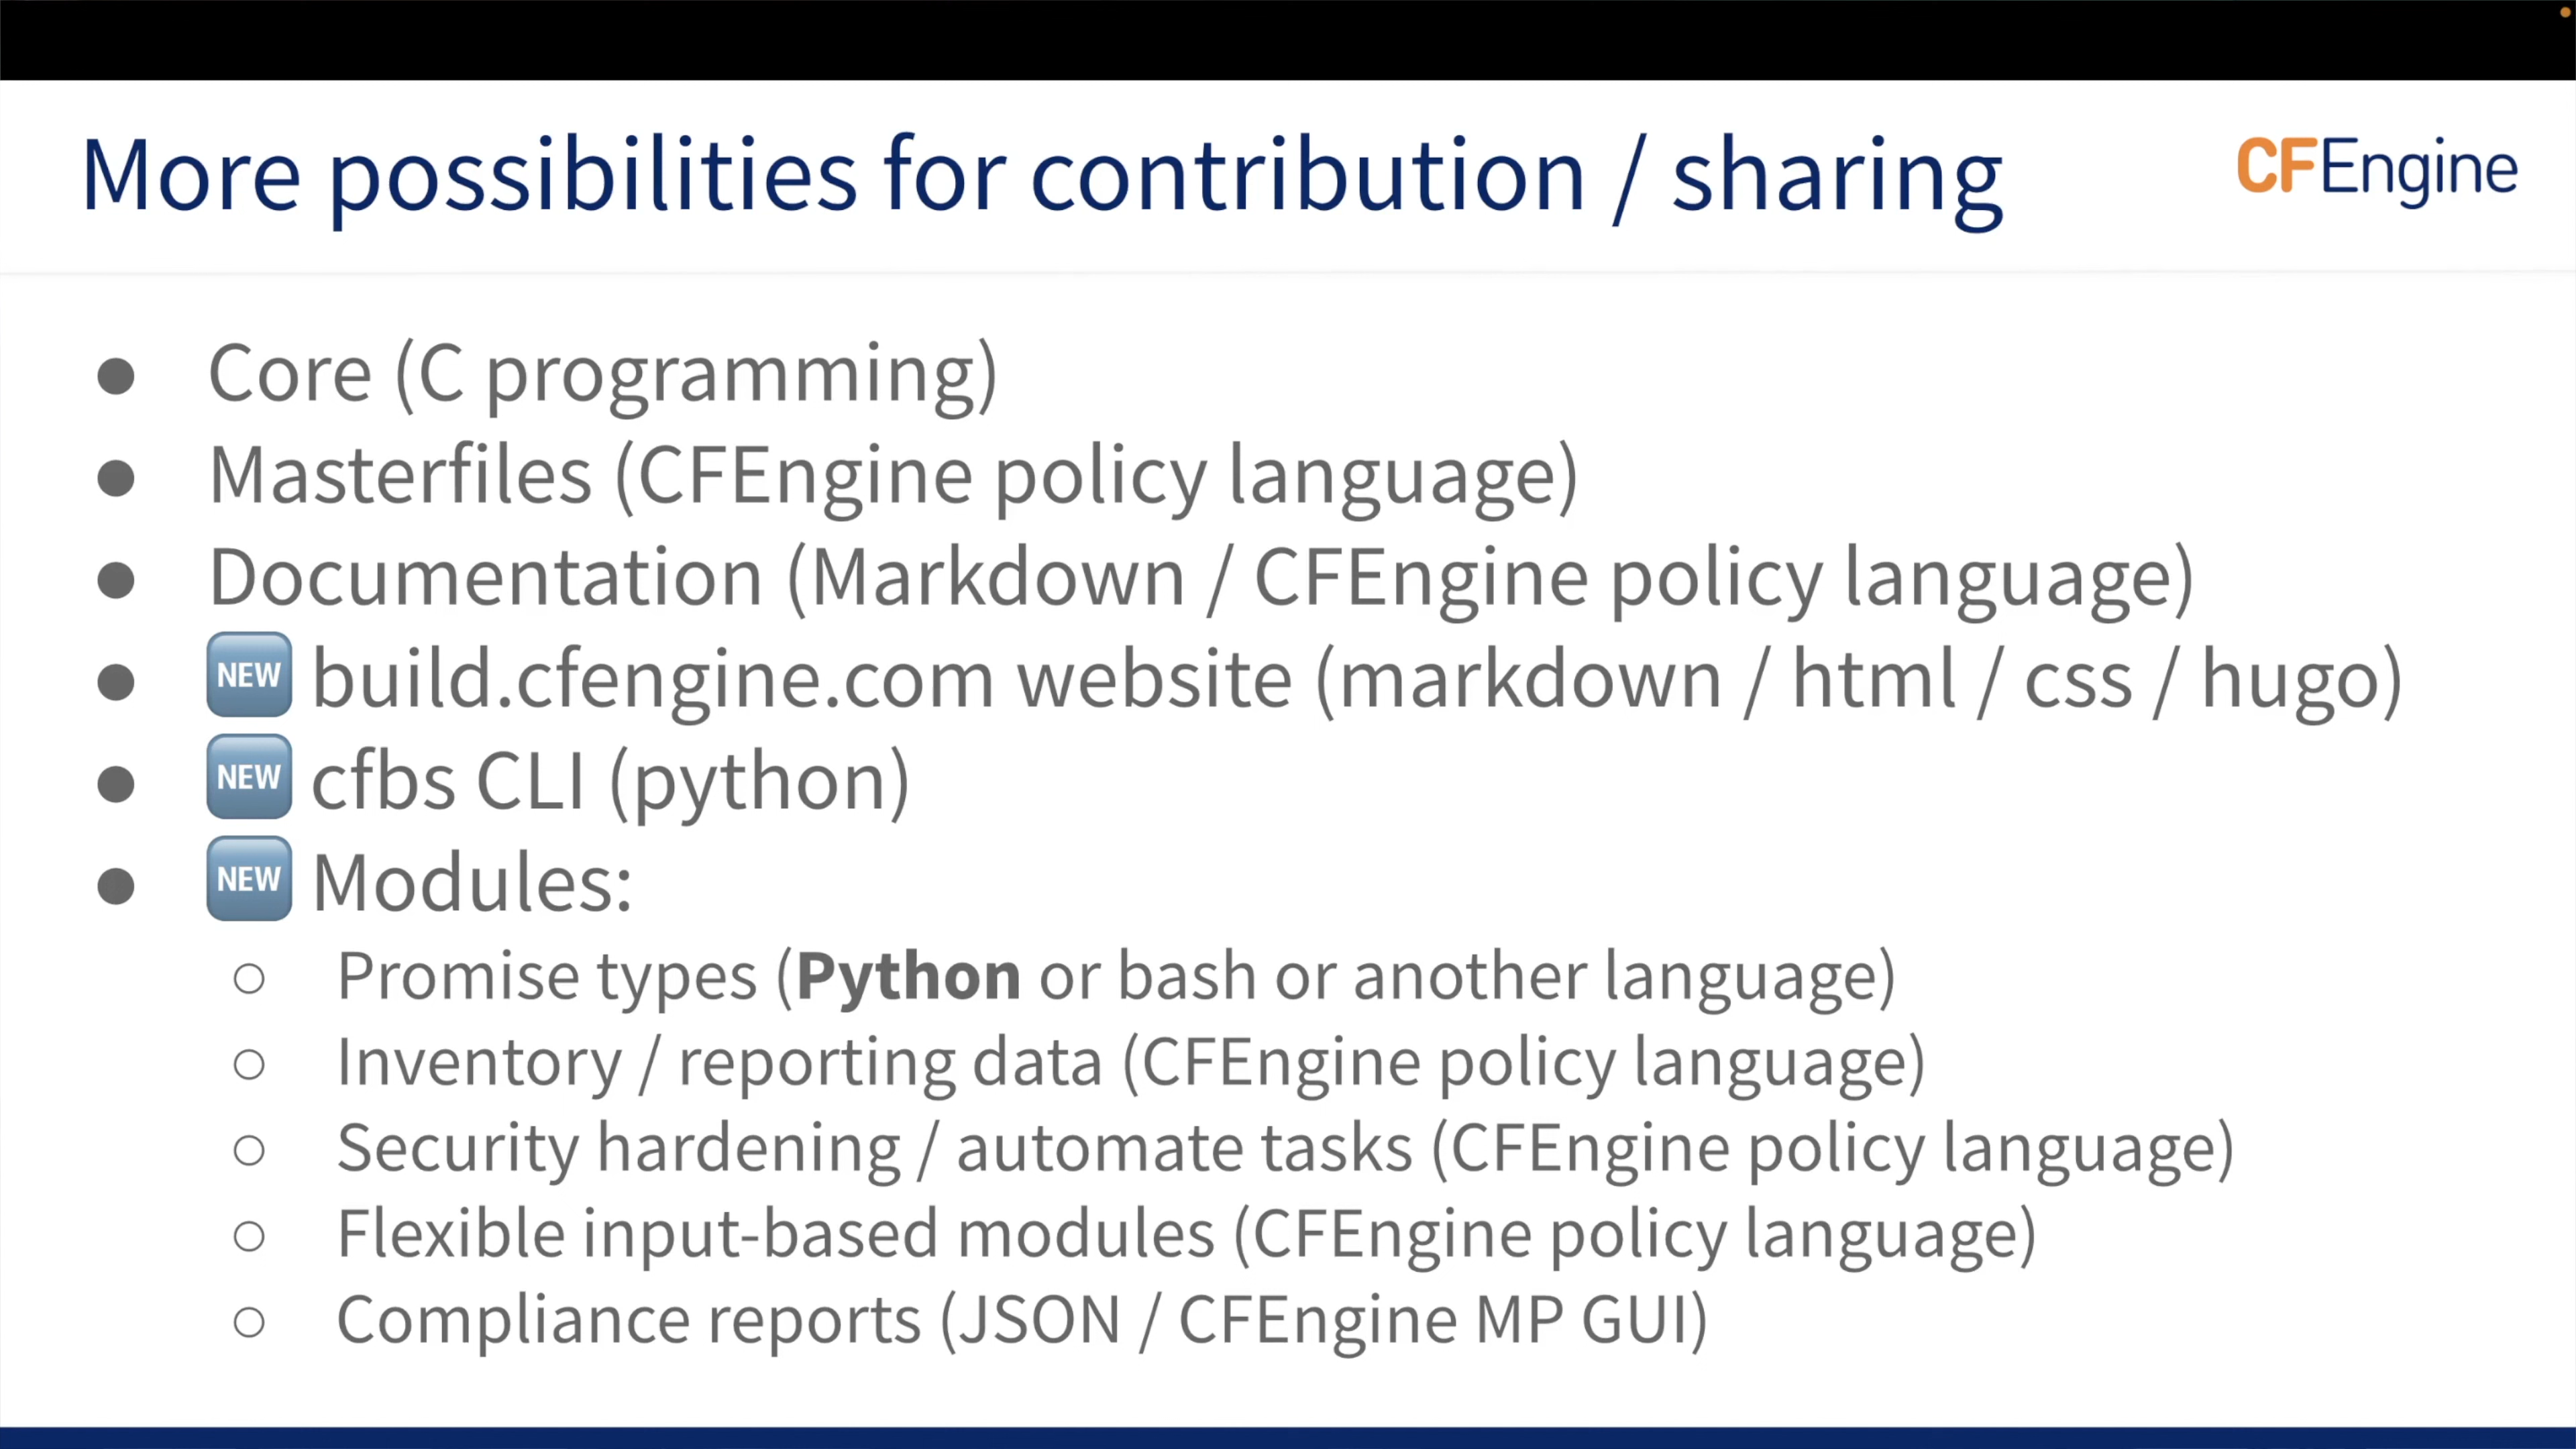 More possibilities for contribution / sharing
CFEngine
● Core (C programming)
● Masterfiles (CFEngine policy language)
● Documentation (Markdown / CFEngine policy language)
● NEW build.cfengine.com website (markdown / html / css / hugo)
● NEW cfbs CLI (python)
● NEW Modules:
○ Promise types (Python or bash or another language)
○ Inventory / reporting data (CFEngine policy language)
○ Security hardening / automate tasks (CFEngine policy language)
○ Flexible input-based modules (CFEngine policy language)
○ Compliance reports (JSON / CFEngine MP GUI)